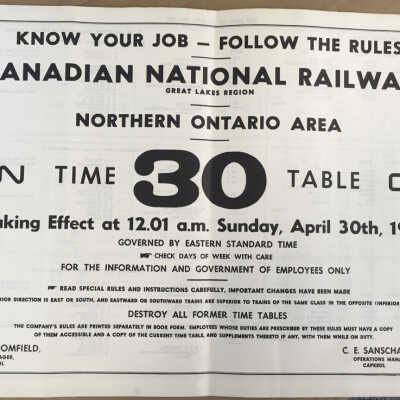 KNOW YOUR JOB — FOLLOW THE RULES
ANADIAN NATIONAL RAILWA
GREAT LAKES REGION
NORTHERN ONTARIO AREA
N TIME 30 TABLE C
aking Effect at 12.01 a.m. Sunday, April 30th, 19
GOVERNED BY EASTERN STANDARD TIME
☛ CHECK DAYS OF WEEK WITH CARE
FOR THE INFORMATION AND GOVERNMENT OF EMPLOYEES ONLY
☛ READ SPECIAL RULES AND INSTRUCTIONS CAREFULLY, IMPORTANT CHANGES HAVE BEEN MADE
RIOR DIRECTION IS EAST OR SOUTH, AND EASTWARD OR SOUTHWARD TRAINS ARE SUPERIOR TO TRAINS OF THE SAME CLASS IN THE OPPOSITE (INFERIOR
DESTROY ALL FORMER TIME TABLES
THE COMPANY'S RULES ARE PRINTED SEPARATELY IN BOOK FORM. EMPLOYEES WHOSE DUTIES ARE PRESCRIBED BY THESE RULES MUST HAVE A COPY
OF THEM ACCESSIBLE AND A COPY OF THE CURRENT TIME TABLE, AND SUPPLEMENTS THERETO IF ANY, WITH THEM WHILE ON DUTY.
OMFIELD,
AGER,
OL
C. E. SANSCHA
OPERATIONS MANA
CAPREOL